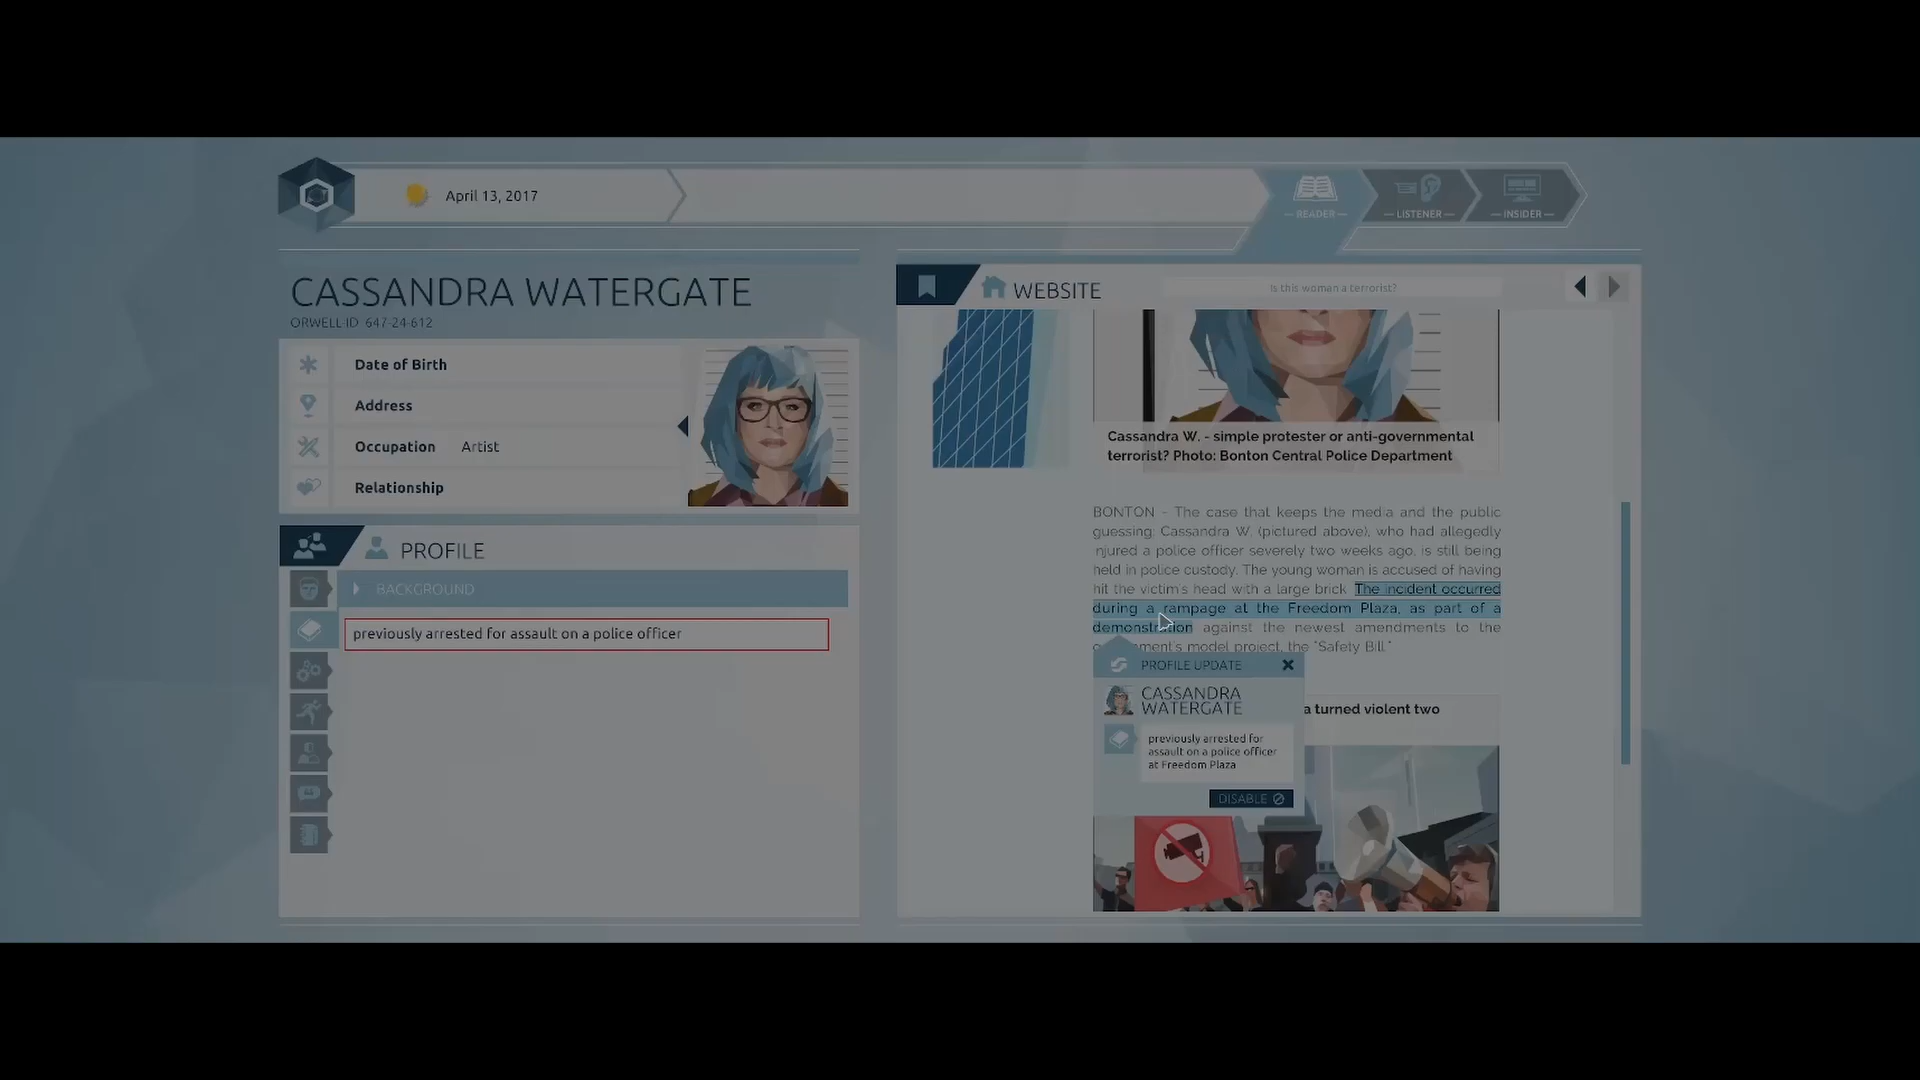 April 13, 2017
— READER —
— LISTENER —
— INSIDER —
CASSANDRA WATERGATE
ORWELL-ID 647-24-612
Date of Birth
Address
Occupation Artist
Relationship
PROFILE
BACKGROUND
previously arrested for assault on a police officer
WEBSITE
Is this woman a terrorist?
Cassandra W. - simple protester or anti-governmental
terrorist? Photo: Bonton Central Police Department
BONTON - The case that keeps the media and the public
guessing: Cassandra W. (pictured above), who had allegedly
injured a police officer severely two weeks ago, is still being
held in police custody. The young woman is accused of having
hit the victim's head with a large brick. The incident occurred
during a rampage at the Freedom Plaza, as part of a
demonstration against the newest amendments to the
model project, the "Safety Bill."
PROFILE UPDATE
CASSANDRA
WATERGATE
previously arrested for
assault on a police officer
at Freedom Plaza
DISABLE
a turned violent two